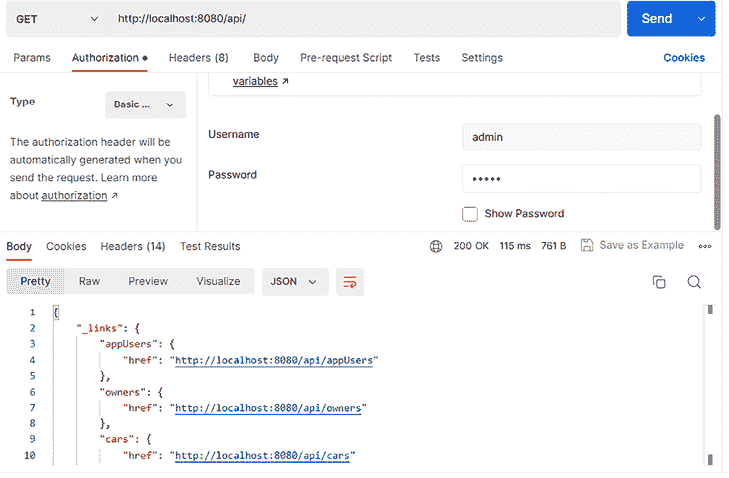 GET http://localhost:8080/api/ Send
Params Authorization Headers (8) Body Pre-request Script Tests Settings Cookies
variables ↗
Type Basic ...
The authorization header will be
automatically generated when you
send the request. Learn more
about authorization ↗
Username admin
Password •••••
Show Password
Body Cookies Headers (14) Test Results 200 OK 115 ms 761 B Save as Example
Pretty Raw Preview Visualize JSON
1 {
2 "_links": {
3 "appUsers": {
4 "href": "http://localhost:8080/api/appUsers"
5 },
6 "owners": {
7 "href": "http://localhost:8080/api/owners"
8 },
9 "cars": {
10 "href": "http://localhost:8080/api/cars"